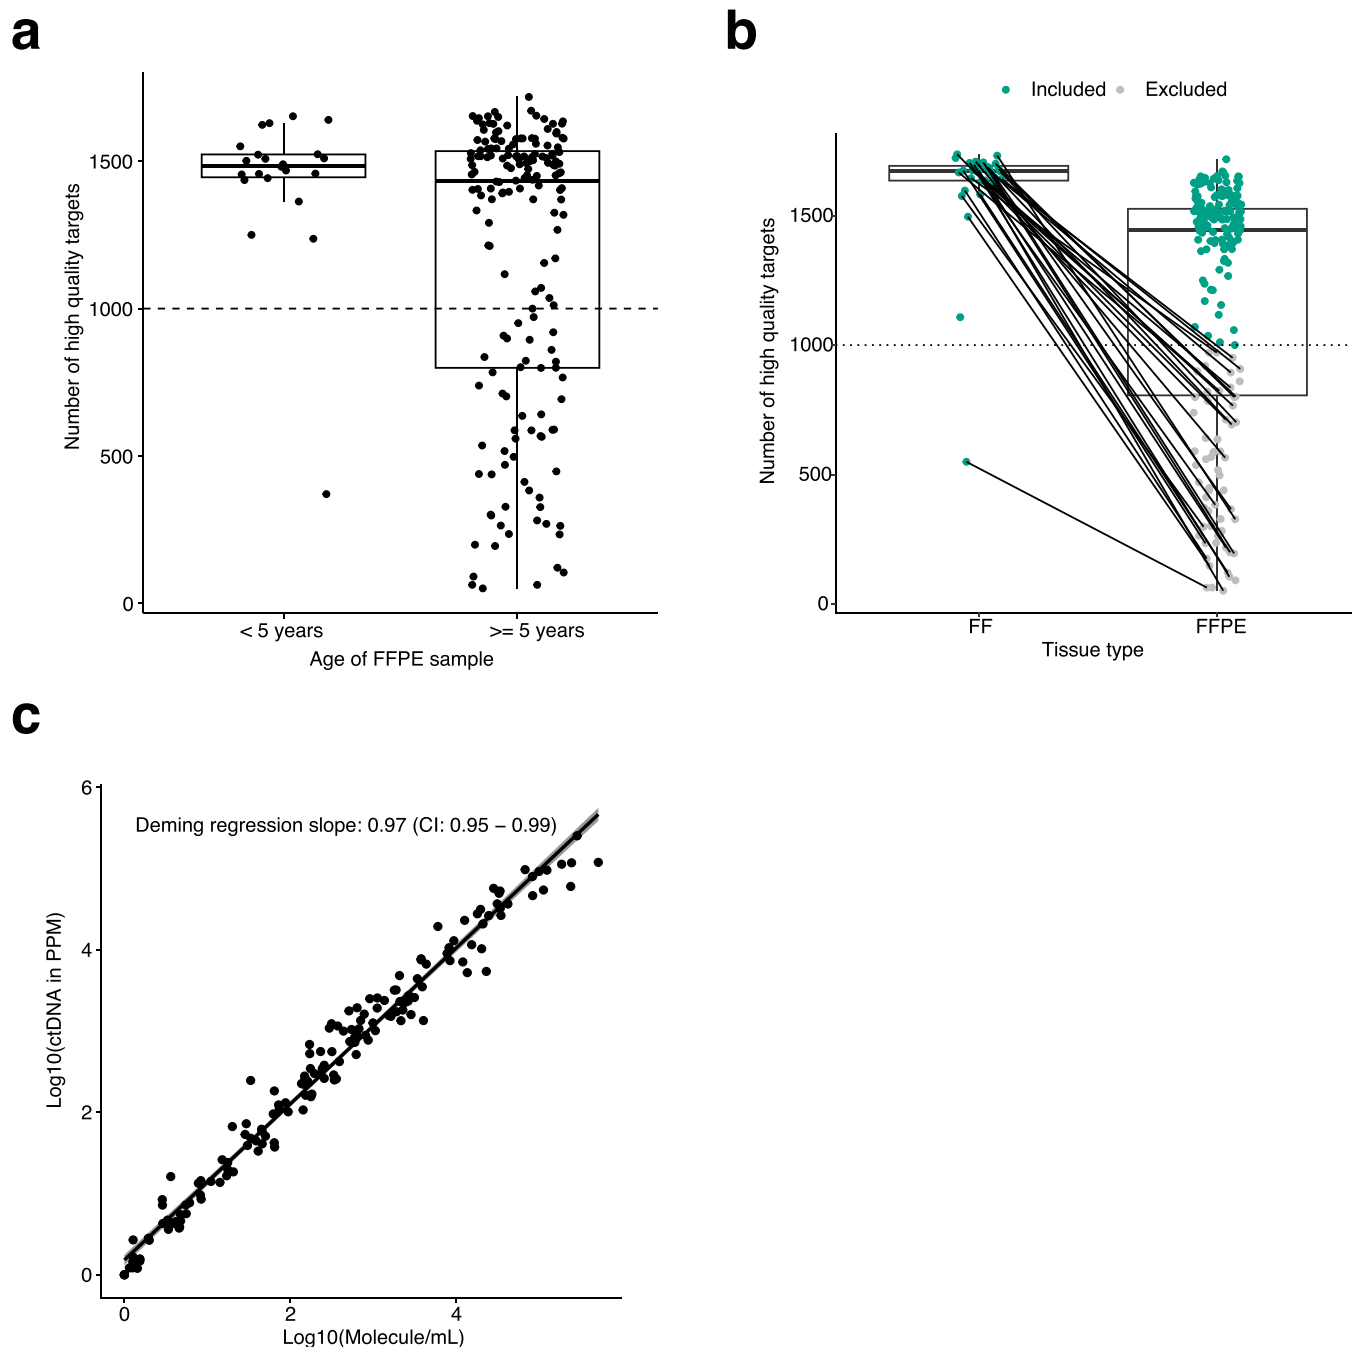 a
1500
1000
500
0
Number of high quality targets
< 5 years
>= 5 years
Age of FFPE sample
b
Included
Excluded
1500
1000
500
0
Number of high quality targets
FF
FFPE
Tissue type
c
6
4
2
0
Log10(ctDNA in PPM)
Deming regression slope: 0.97 (CI: 0.95 − 0.99)
0
2
4
Log10(Molecule/mL)